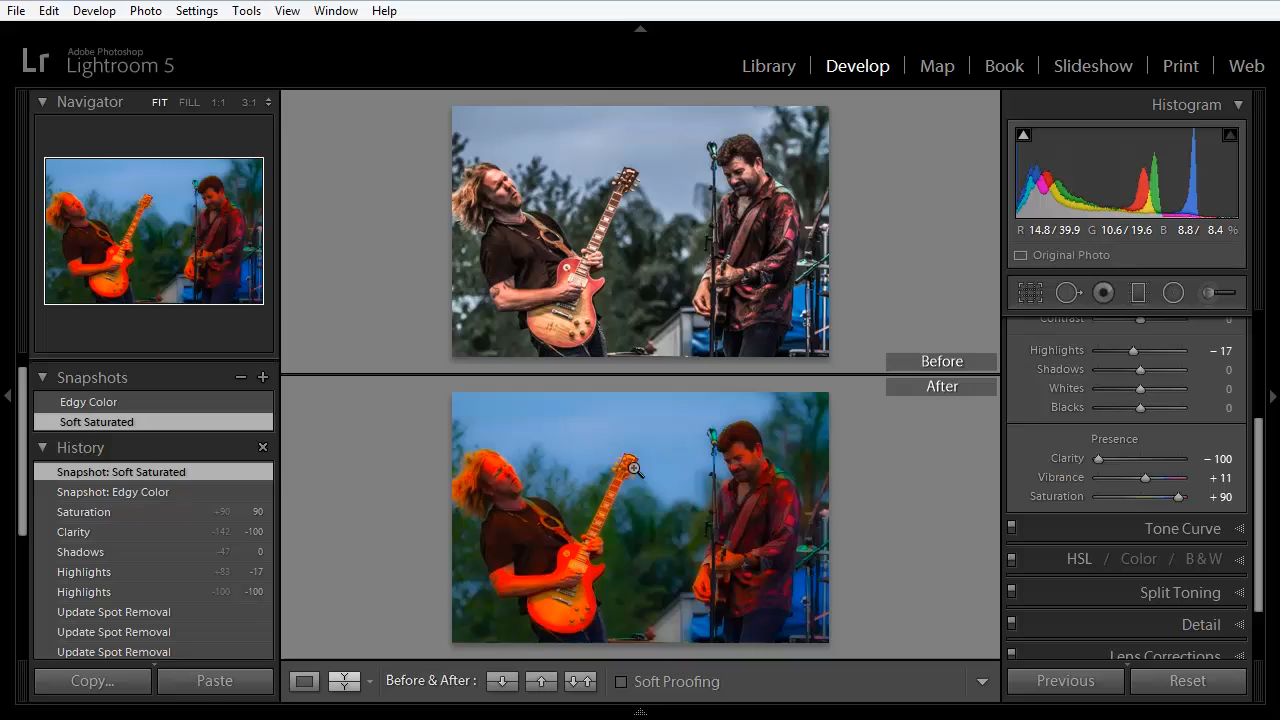 File Edit Develop Photo Settings Tools View Window Help
Lr Adobe Photoshop
Lightroom 5
Library Develop Map Book Slideshow Print Web
Navigator FIT FILL 1:1 3:1
Snapshots
Edgy Color
Soft Saturated
History
Snapshot: Soft Saturated
Snapshot: Edgy Color
Saturation +90 90
Clarity -142 -100
Shadows -47 0
Highlights +83 -17
Highlights -100 -100
Update Spot Removal
Update Spot Removal
Update Spot Removal
Copy... Paste
Before
After
Before & After : Soft Proofing
Histogram
R 14.8 / 39.9 G 10.6 / 19.6 B 8.8 / 8.4 %
Original Photo
Contrast 0
Highlights – 17
Shadows 0
Whites 0
Blacks 0
Presence
Clarity – 100
Vibrance + 11
Saturation + 90
Tone Curve
HSL / Color / B & W
Split Toning
Detail
Lens Corrections
Previous Reset